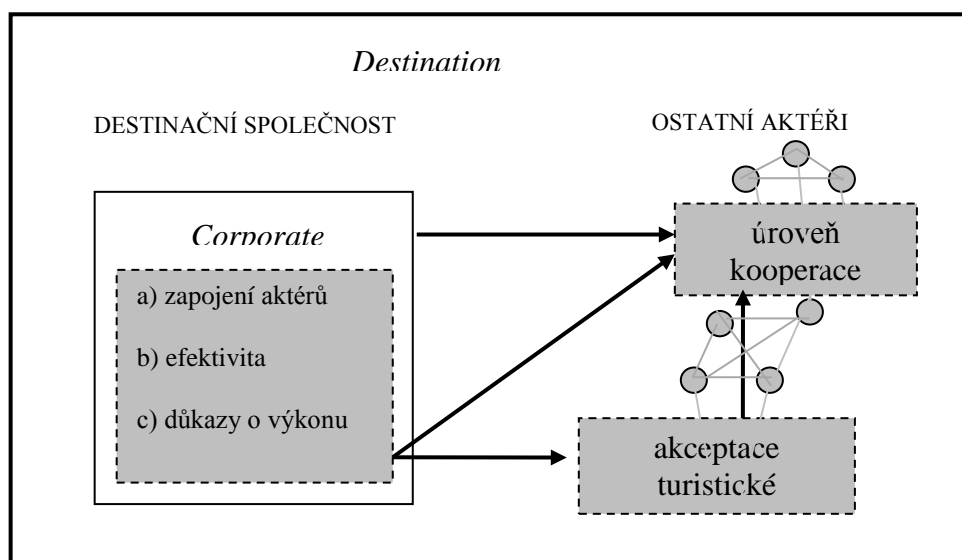 Destination
DESTINAČNÍ SPOLEČNOST
OSTATNÍ AKTÉŘI
Corporate
a) zapojení aktérů
b) efektivita
c) důkazy o výkonu
úroveň
kooperace
akceptace
turistické